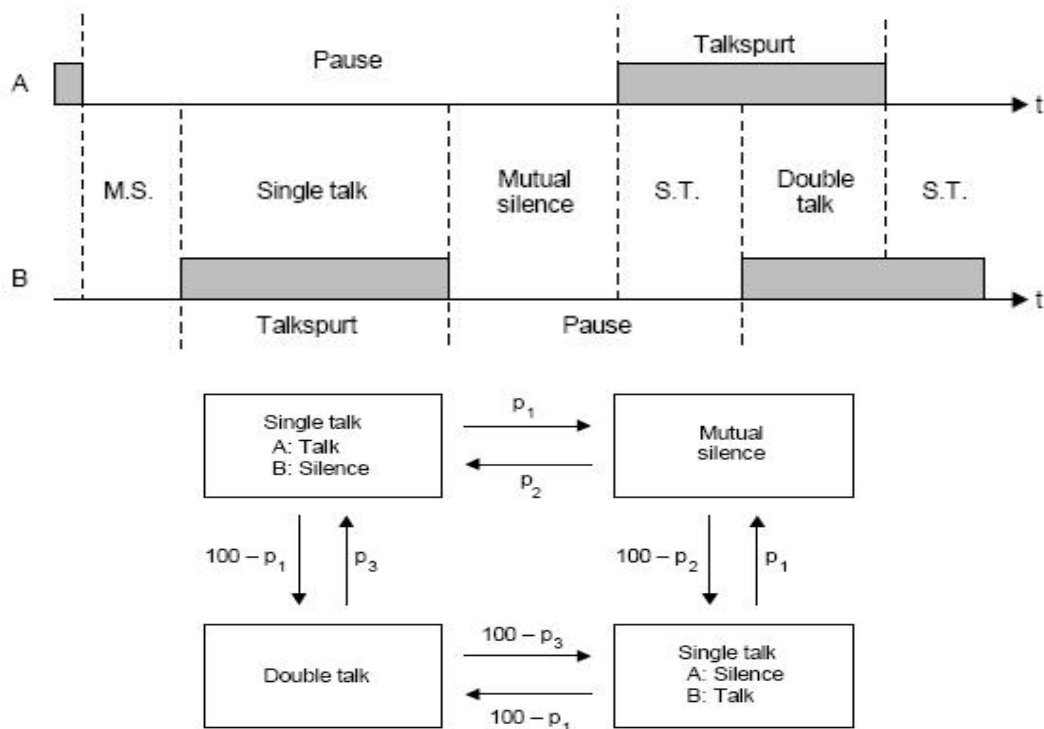 Pause
Talkspurt
A
t
M.S.
Single talk
Mutual
silence
S.T.
Double
talk
S.T.
B
t
Talkspurt
Pause
Single talk
A: Talk
B: Silence
p1
p2
Mutual
silence
100 – p1
p3
100 – p2
p1
Double talk
100 – p3
100 – p1
Single talk
A: Silence
B: Talk